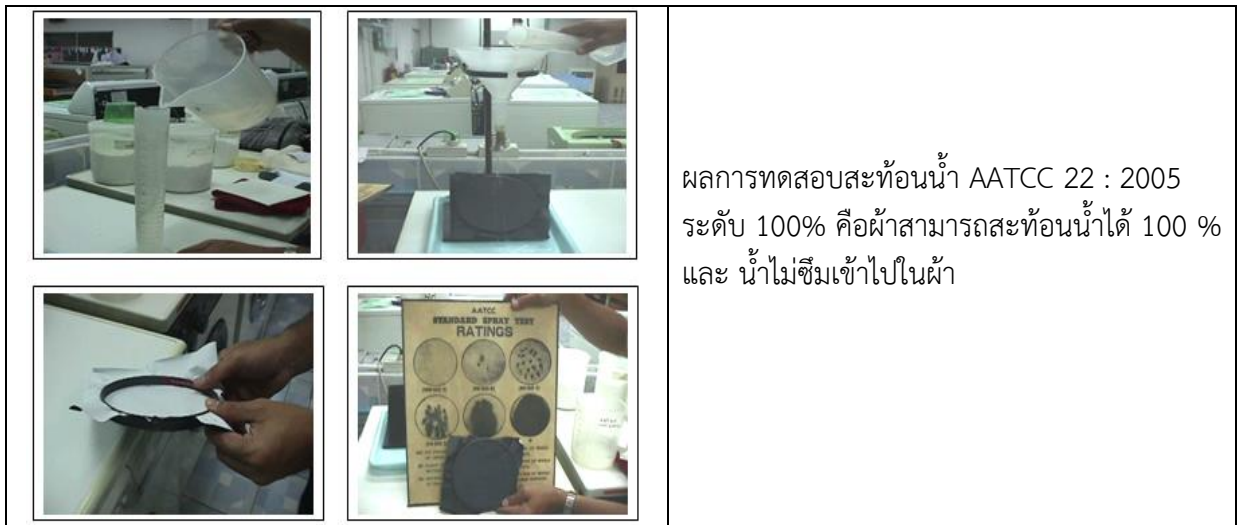 AATCC
STANDARD SPRAY TEST
RATINGS
ผลการทดสอบสะท้อนน้ำ AATCC 22 : 2005
ระดับ 100% คือผ้าสามารถสะท้อนน้ำได้ 100 %
และ น้ำไม่ซึมเข้าไปในผ้า